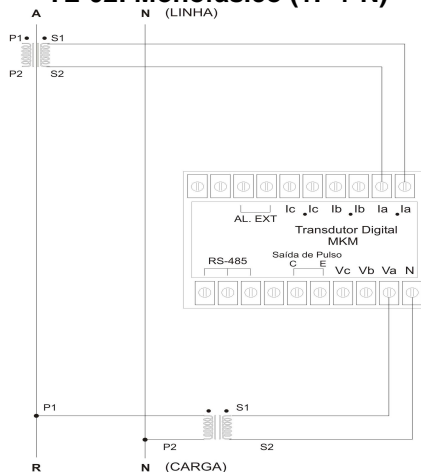 A N (LINHA)
P1 S1
P2 S2
Ic Ic Ib Ib Ia Ia
AL. EXT
Transdutor Digital
MKM
Saída de Pulso
RS-485 C E Vc Vb Va N
P1 S1
P2 S2
R N (CARGA)